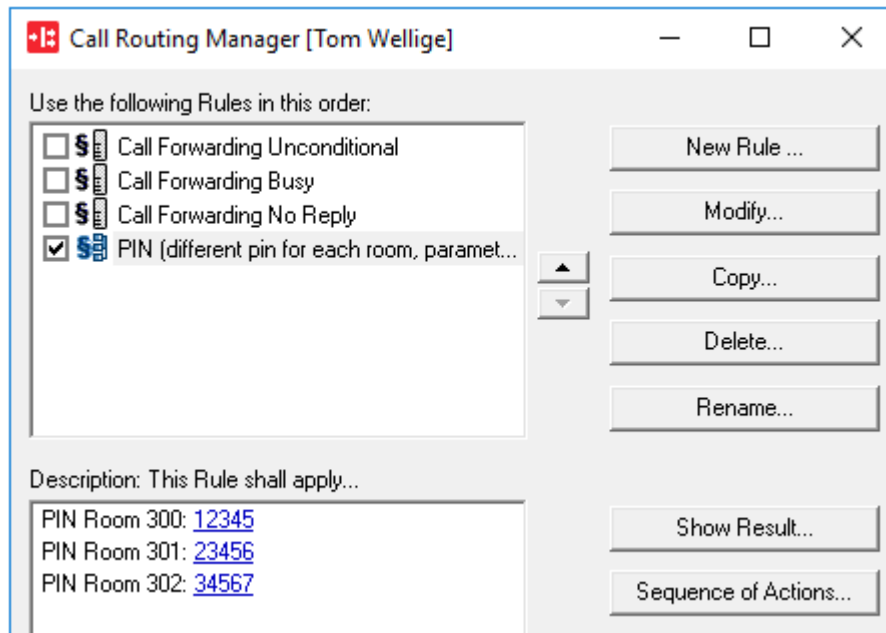 Call Routing Manager [Tom Wellige]
Use the following Rules in this order:
Call Forwarding Unconditional
Call Forwarding Busy
Call Forwarding No Reply
PIN (different pin for each room, paramet...
New Rule ...
Modify...
Copy...
Delete...
Rename...
Description: This Rule shall apply...
PIN Room 300: 12345
PIN Room 301: 23456
PIN Room 302: 34567
Show Result...
Sequence of Actions...